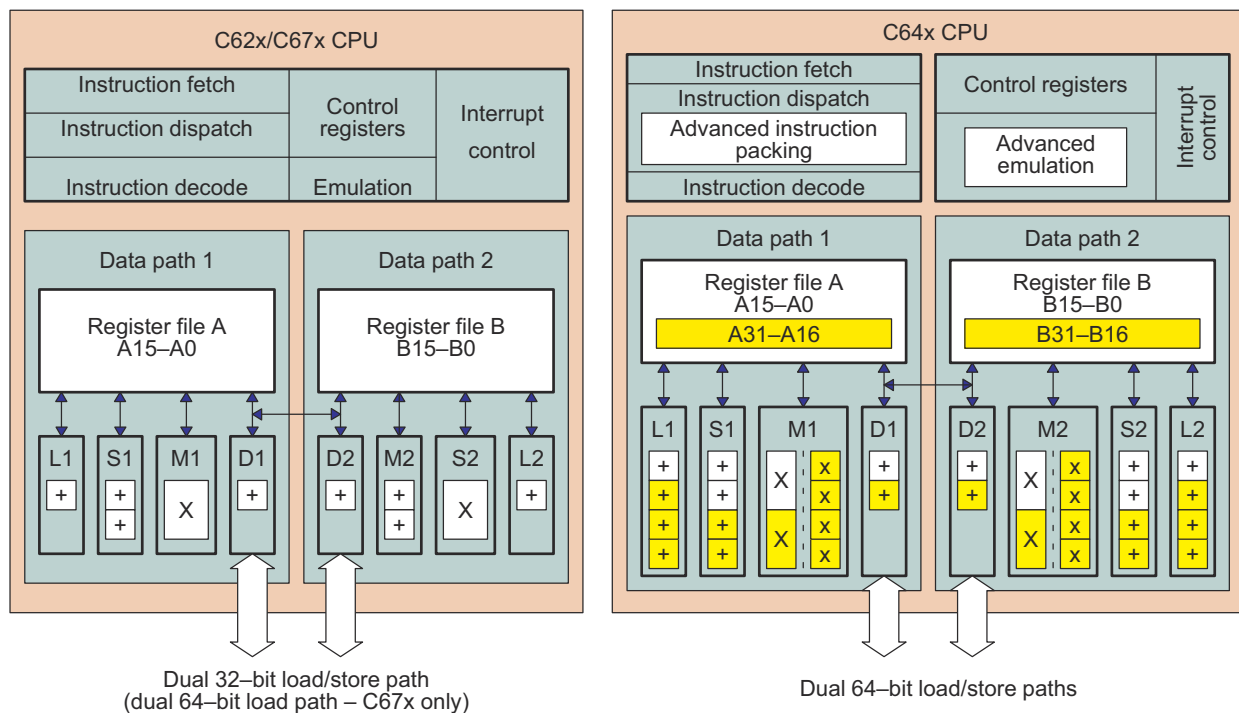 C62x/C67x CPU
Instruction fetch
Instruction dispatch
Instruction decode
Control
registers
Emulation
Interrupt
control
Data path 1
Register file A
A15–A0
Data path 2
Register file B
B15–B0
L1
+
S1
+
+
M1
X
D1
+
D2
+
M2
+
+
S2
X
L2
+
Dual 32–bit load/store path
(dual 64–bit load path – C67x only)
C64x CPU
Instruction fetch
Instruction dispatch
Advanced instruction
packing
Instruction decode
Control registers
Advanced
emulation
Interrupt
control
Data path 1
Register file A
A15–A0
A31–A16
Data path 2
Register file B
B15–B0
B31–B16
L1
+
+
+
+
S1
+
+
+
+
M1
X
X
x
x
x
x
D1
+
+
D2
+
+
M2
X
X
x
x
x
x
S2
+
+
+
+
L2
+
+
+
+
Dual 64–bit load/store paths